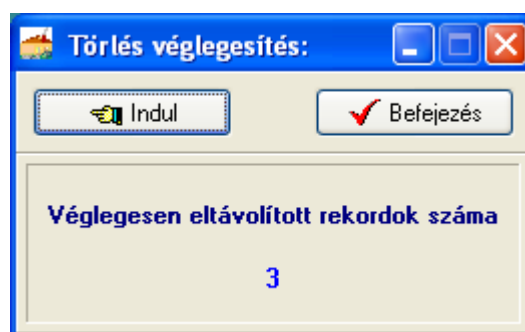 Törlés véglegesítés:
Indul Befejezés
Véglegesen eltávolított rekordok száma
3